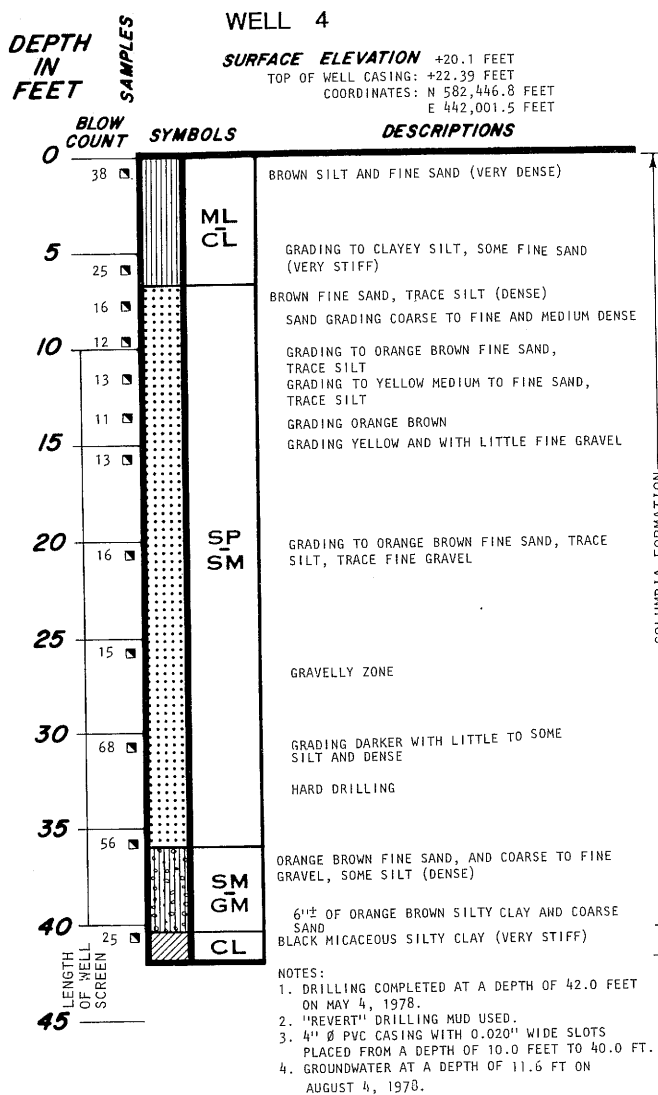 WELL 4
DEPTH
IN
FEET
SAMPLES
SURFACE ELEVATION +20.1 FEET
TOP OF WELL CASING: +22.39 FEET
COORDINATES: N 582,446.8 FEET
E 442,001.5 FEET
BLOW
COUNT
SYMBOLS
DESCRIPTIONS
0
38
BROWN SILT AND FINE SAND (VERY DENSE)
ML
CL
5
GRADING TO CLAYEY SILT, SOME FINE SAND
(VERY STIFF)
25
BROWN FINE SAND, TRACE SILT (DENSE)
16
SAND GRADING COARSE TO FINE AND MEDIUM DENSE
12
10
GRADING TO ORANGE BROWN FINE SAND,
TRACE SILT
13
GRADING TO YELLOW MEDIUM TO FINE SAND,
TRACE SILT
11
GRADING ORANGE BROWN
15
GRADING YELLOW AND WITH LITTLE FINE GRAVEL
13
COLUMBIA FORMATION
20
SP
SM
16
GRADING TO ORANGE BROWN FINE SAND, TRACE
SILT, TRACE FINE GRAVEL
25
15
GRAVELLY ZONE
30
68
GRADING DARKER WITH LITTLE TO SOME
SILT AND DENSE
HARD DRILLING
35
56
ORANGE BROWN FINE SAND, AND COARSE TO FINE
GRAVEL, SOME SILT (DENSE)
SM
GM
6"± OF ORANGE BROWN SILTY CLAY AND COARSE
SAND
40
25
CL
BLACK MICACEOUS SILTY CLAY (VERY STIFF)
LENGTH
OF WELL
SCREEN
45
NOTES:
1. DRILLING COMPLETED AT A DEPTH OF 42.0 FEET
ON MAY 4, 1978.
2. "REVERT" DRILLING MUD USED.
3. 4" Ø PVC CASING WITH 0.020" WIDE SLOTS
PLACED FROM A DEPTH OF 10.0 FEET TO 40.0 FT.
4. GROUNDWATER AT A DEPTH OF 11.6 FT ON
AUGUST 4, 1978.